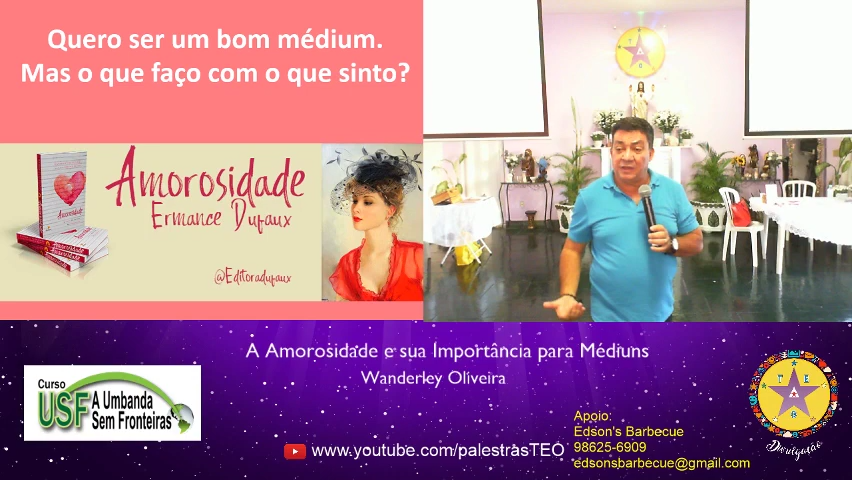 Quero ser um bom médium.
Mas o que faço com o que sinto?
Amorosidade
Ermance Dufaux
@Editoradufaux
Amorosidade
A Amorosidade e sua Importância para Médiuns
Wanderley Oliveira
Curso
USF A Umbanda
Sem Fronteiras
www.youtube.com/palestrasTEO
Apoio:
Edson's Barbecue
98625-6909
edsonsbarbecue@gmail.com
Divulgação